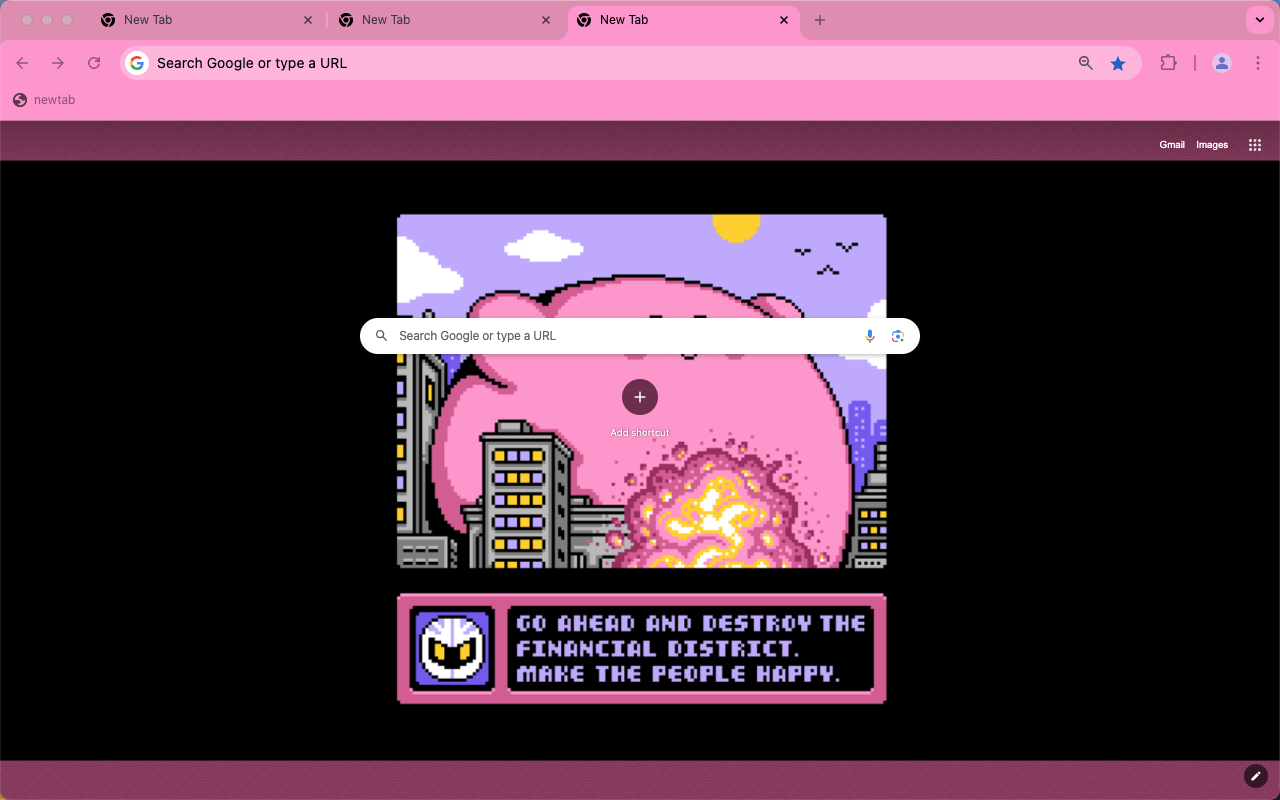 New Tab
New Tab
New Tab
Search Google or type a URL
newtab
Gmail Images
Search Google or type a URL
Add shortcut
GO AHEAD AND DESTROY THE
FINANCIAL DISTRICT.
MAKE THE PEOPLE HAPPY.